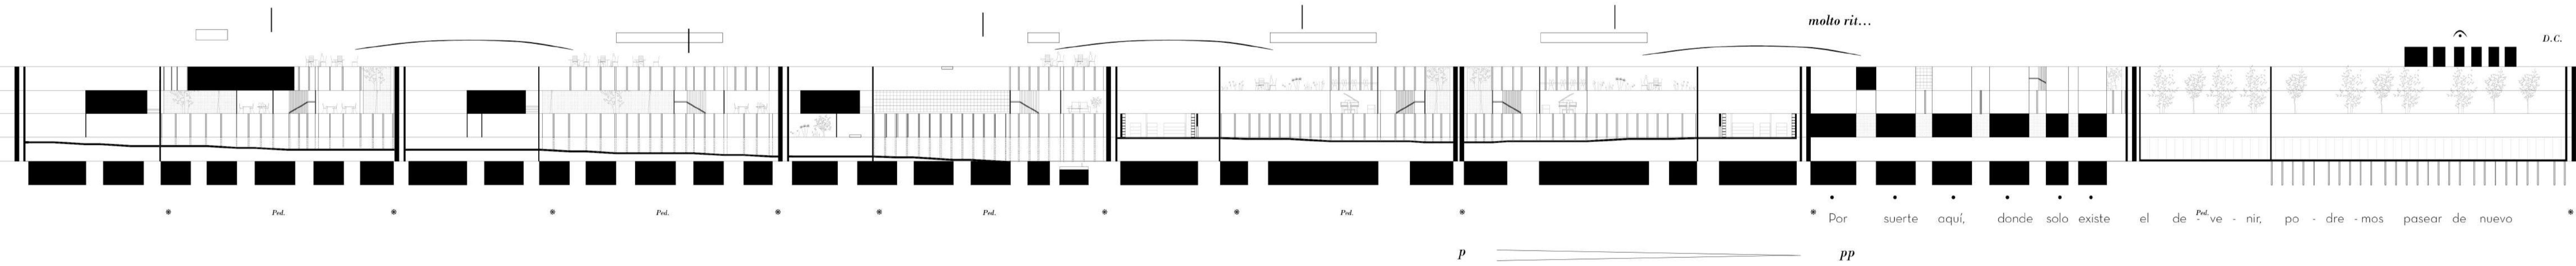 molto rit...
D.C.
Ped. Ped. Ped. Ped. Ped.
Por suerte aquí, donde solo existe el de - ve - nir, po - dre - mos pasear de nuevo
p pp